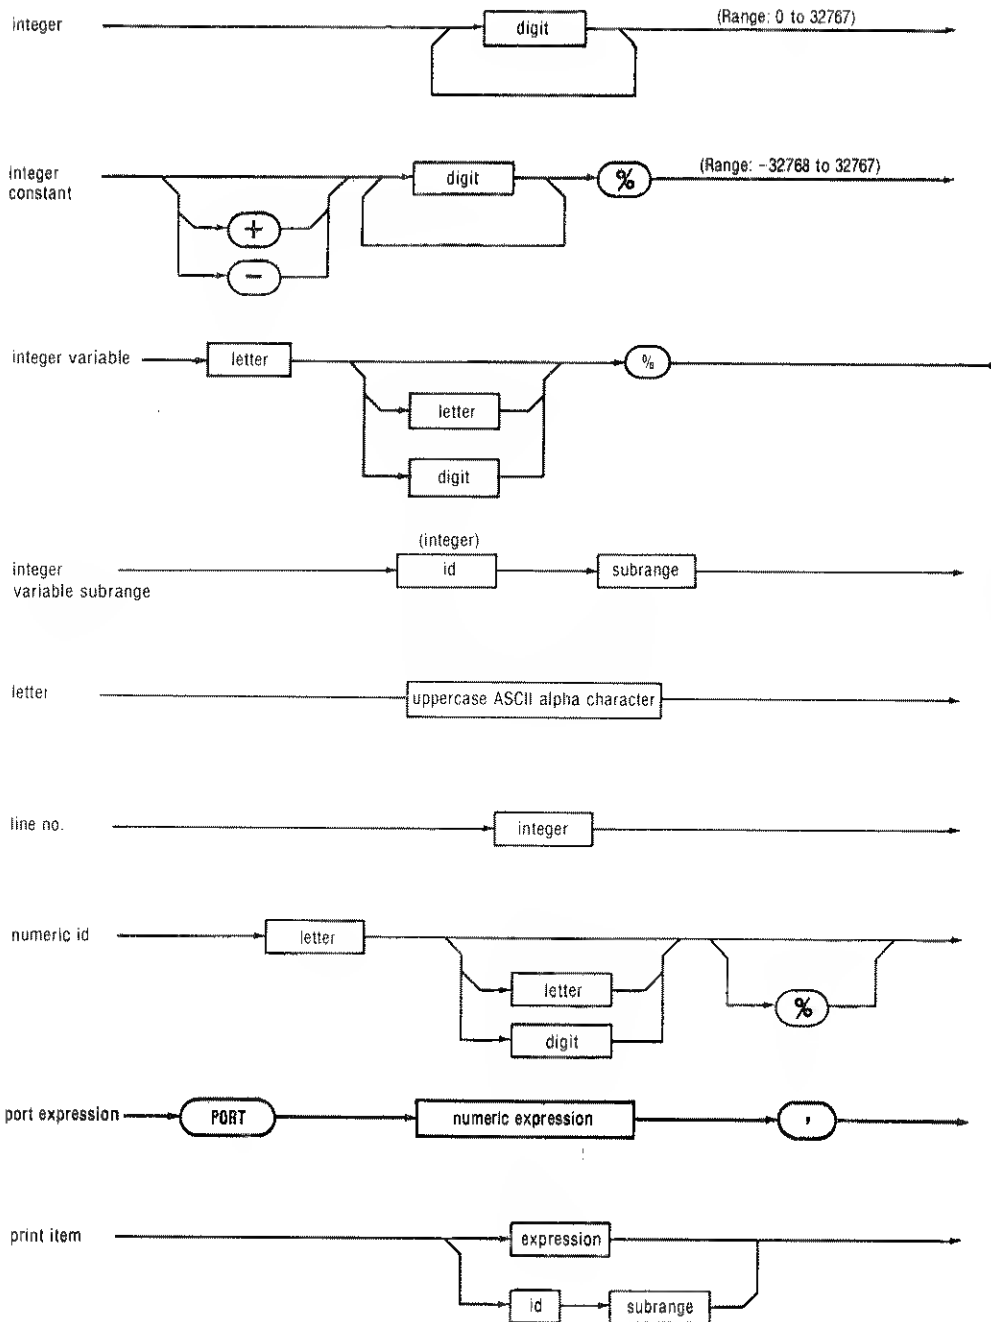 integer
digit
(Range: 0 to 32767)
integer
constant
+
−
digit
%
(Range: −32768 to 32767)
integer variable
letter
letter
digit
%
integer
variable subrange
(integer)
id
subrange
letter
uppercase ASCII alpha character
line no.
integer
numeric id
letter
letter
digit
%
port expression
PORT
numeric expression
,
print item
expression
id
subrange